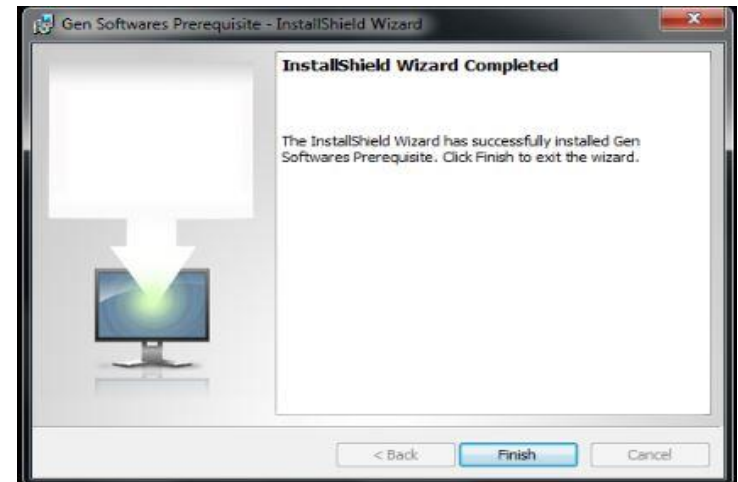 Gen Softwares Prerequisite - InstallShield Wizard
InstallShield Wizard Completed
The InstallShield Wizard has successfully installed Gen
Softwares Prerequisite. Click Finish to exit the wizard.
< Back Finish Cancel